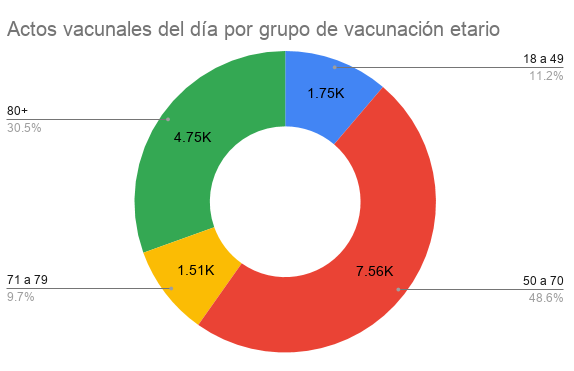 Actos vacunales del día por grupo de vacunación etario
18 a 49
11.2%
1.75K
80+
30.5%
4.75K
71 a 79
9.7%
1.51K
7.56K
50 a 70
48.6%